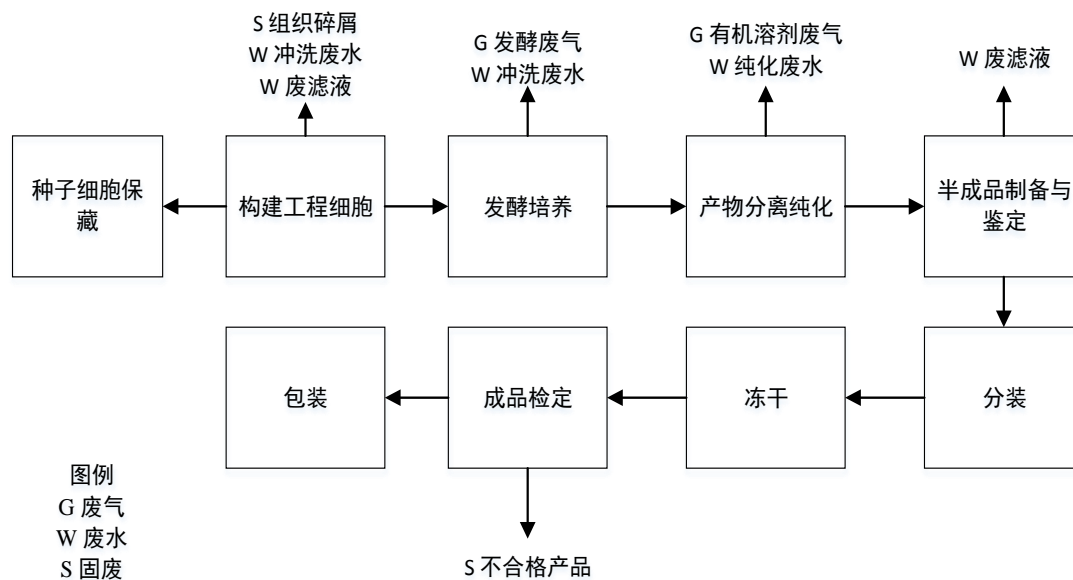 S 组织碎屑
W 冲洗废水
W 废滤液
G 发酵废气
W 冲洗废水
G 有机溶剂废气
W 纯化废水
W 废滤液
种子细胞保
藏
构建工程细胞
发酵培养
产物分离纯化
半成品制备与
鉴定
包装
成品检定
冻干
分装
图例
G 废气
W 废水
S 固废
S 不合格产品